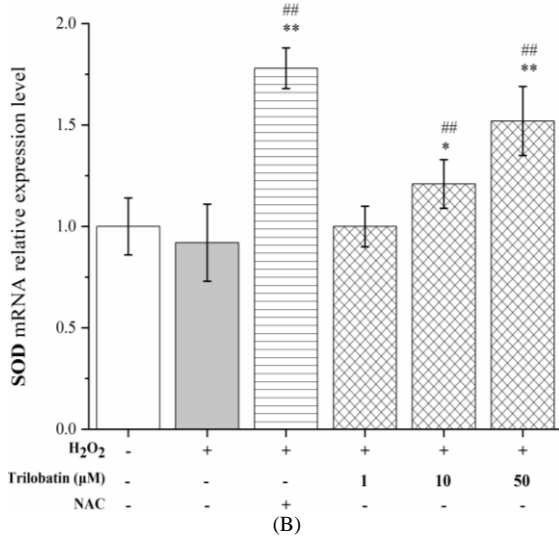 B
SOD mRNA relative expression level
2.0
1.5
1.0
0.5
0.0
##
**
##
*
##
**
H₂O₂ - + + + + +
Trilobatin (μM) - - - 1 10 50
NAC - - + - - -
(B)